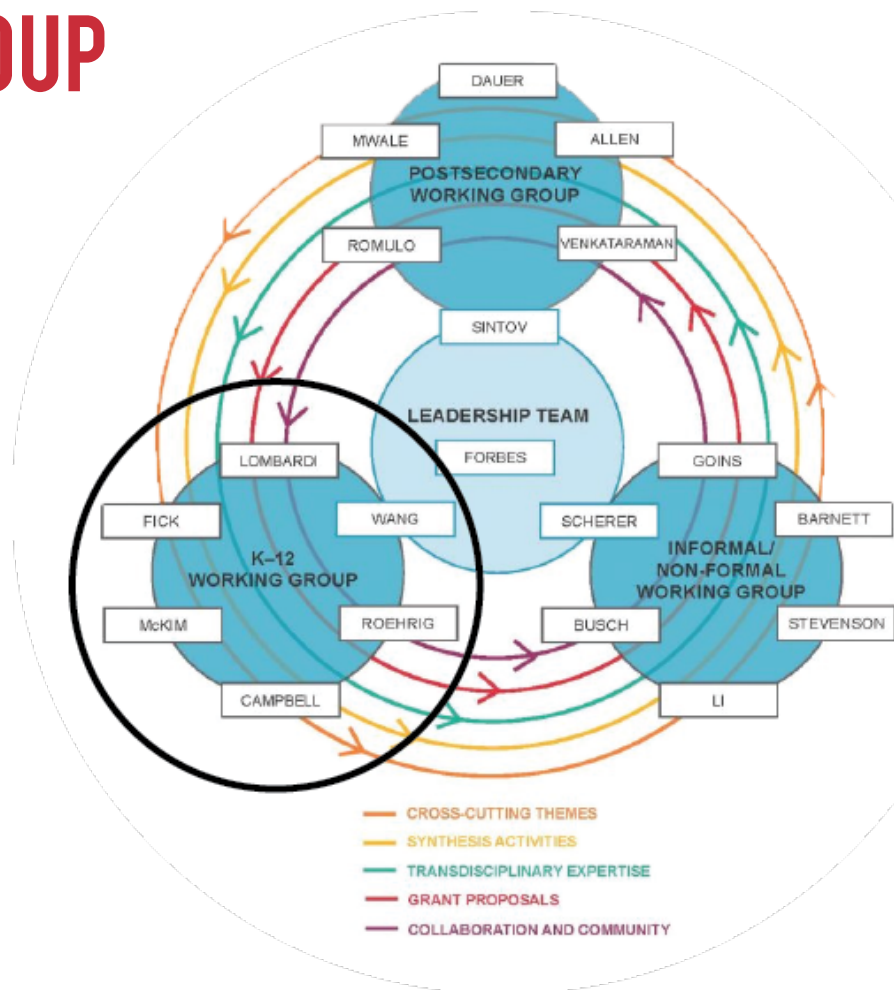 OUP
DAUER
MWALE
ALLEN
POSTSECONDARY
WORKING GROUP
ROMULO
VENKATARAMAN
SINTOV
LEADERSHIP TEAM
FORBES
LOMBARDI
GOINS
FICK
WANG
SCHERER
BARNETT
K–12
WORKING GROUP
INFORMAL/
NON-FORMAL
WORKING GROUP
McKIM
ROEHRIG
BUSCH
STEVENSON
CAMPBELL
LI
CROSS-CUTTING THEMES
SYNTHESIS ACTIVITIES
TRANSDISCIPLINARY EXPERTISE
GRANT PROPOSALS
COLLABORATION AND COMMUNITY